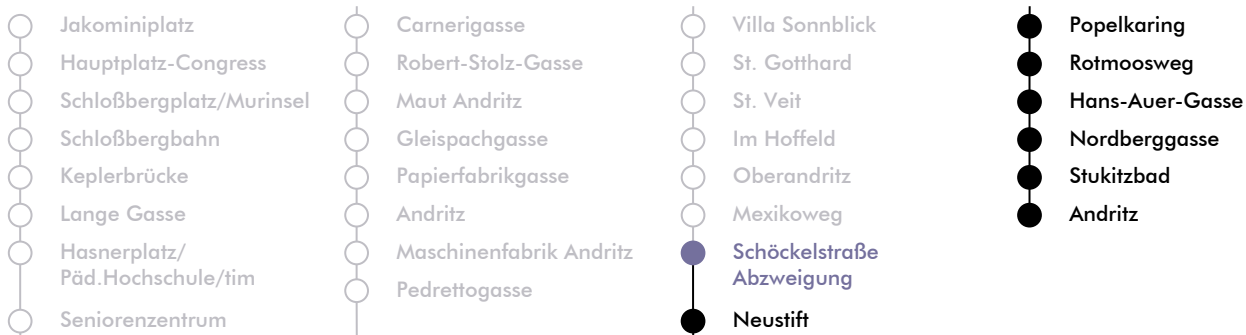 Jakominiplatz
Hauptplatz-Congress
Schloßbergplatz/Murinsel
Schloßbergbahn
Keplerbrücke
Lange Gasse
Hasnerplatz/
Päd.Hochschule/tim
Seniorenzentrum
Carnerigasse
Robert-Stolz-Gasse
Maut Andritz
Gleispachgasse
Papierfabrikgasse
Andritz
Maschinenfabrik Andritz
Pedrettogasse
Villa Sonnblick
St. Gotthard
St. Veit
Im Hoffeld
Oberandritz
Mexikoweg
Schöckelstraße
Abzweigung
Neustift
Popelkaring
Rotmoosweg
Hans-Auer-Gasse
Nordberggasse
Stukitzbad
Andritz